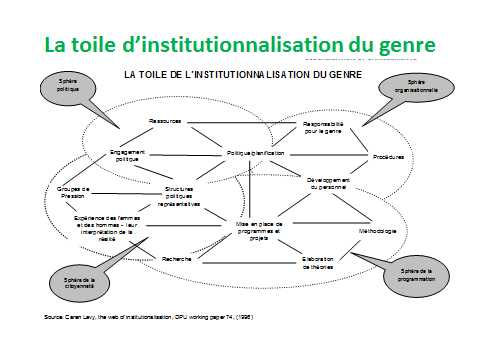 La toile d’institutionnalisation du genre
LA TOILE DE L’INSTITUTIONNALISATION DU GENRE
Sphère
politique
Sphère
organisationnelle
Ressources
Responsabilité
pour le genre
Engagement
politique
Politique/planification
Procédures
Développement
du personnel
Groupes de
Pression
Structures
politiques
représentatives
Expérience des femmes
et des hommes - leur
interprétation de la
réalité
Mise en place de
programmes et
projets
Méthodologie
Recherche
Elaboration
de théories
Sphère de la
citoyenneté
Sphère de la
programmation
Source: Caren Levy, the web of institutionalisation, DPU working paper 74, (1996)